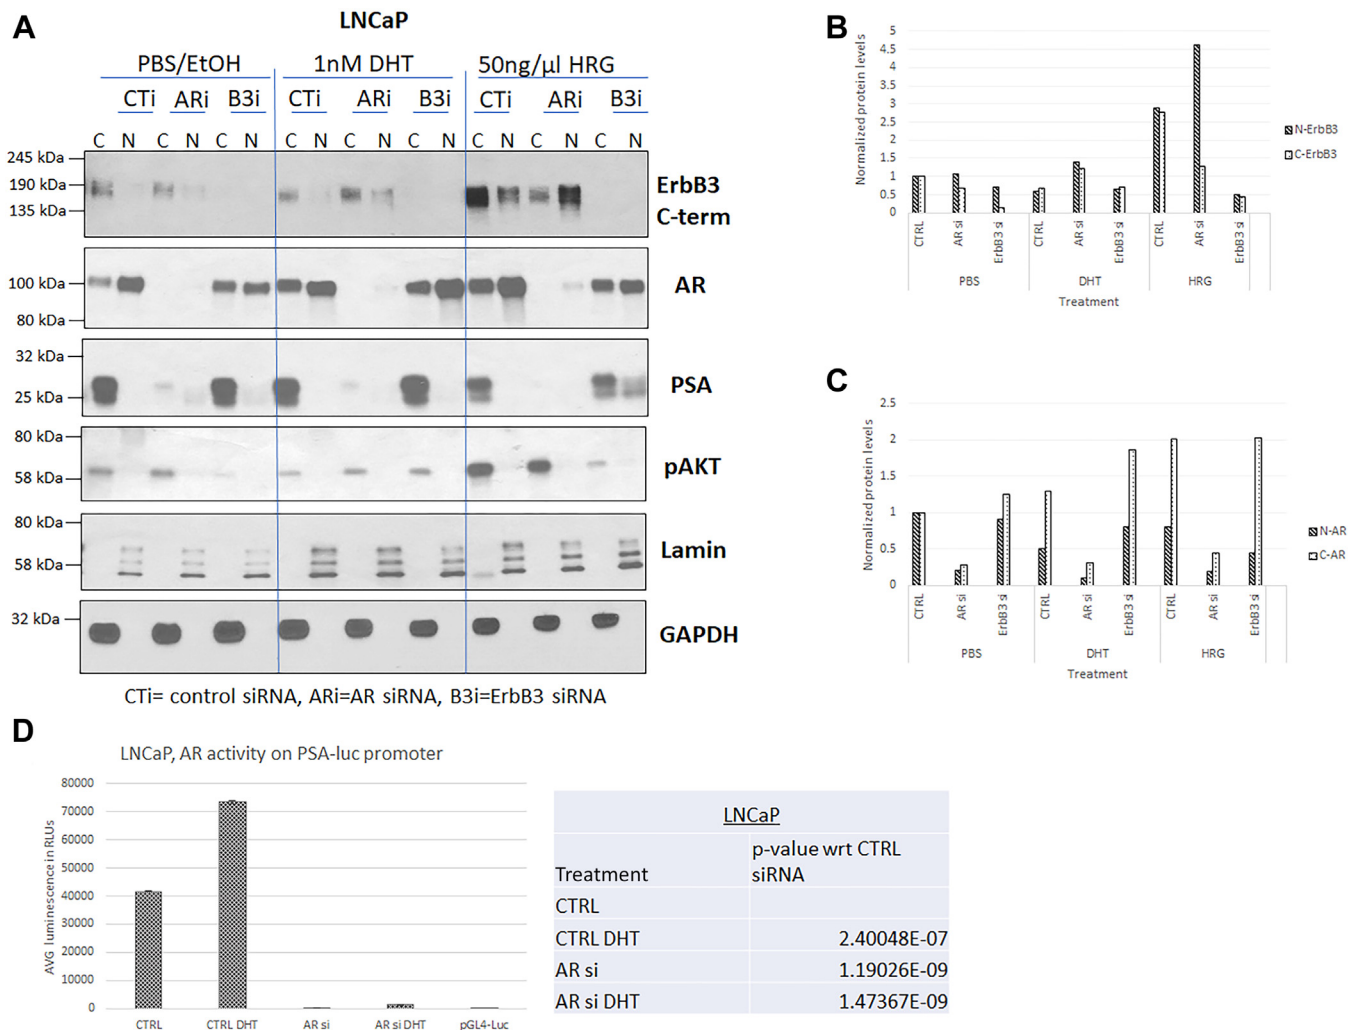 A
LNCaP
PBS/EtOH 1nM DHT 50ng/µl HRG
CTi ARi B3i CTi ARi B3i CTi ARi B3i
C N C N C N C N C N C N C N C N C N
245 kDa
190 kDa
135 kDa
ErbB3
C-term
100 kDa
80 kDa
AR
32 kDa
25 kDa
PSA
80 kDa
58 kDa
pAKT
80 kDa
58 kDa
Lamin
32 kDa
GAPDH
CTi= control siRNA, ARi=AR siRNA, B3i=ErbB3 siRNA
B
Normalized protein levels
5
4.5
4
3.5
3
2.5
2
1.5
1
0.5
0
CTRL AR si ErbB3 si CTRL AR si ErbB3 si CTRL AR si ErbB3 si
PBS DHT HRG
Treatment
N-ErbB3
C-ErbB3
C
Normalized protein levels
2.5
2
1.5
1
0.5
0
CTRL AR si ErbB3 si CTRL AR si ErbB3 si CTRL AR si ErbB3 si
PBS DHT HRG
Treatment
N-AR
C-AR
D
LNCaP, AR activity on PSA-luc promoter
AVG luminescence in RLUs
80000
70000
60000
50000
40000
30000
20000
10000
0
CTRL CTRL DHT AR si AR si DHT pGL4-Luc
LNCaP
Treatment p-value wrt CTRL
siRNA
CTRL
CTRL DHT 2.40048E-07
AR si 1.19026E-09
AR si DHT 1.47367E-09